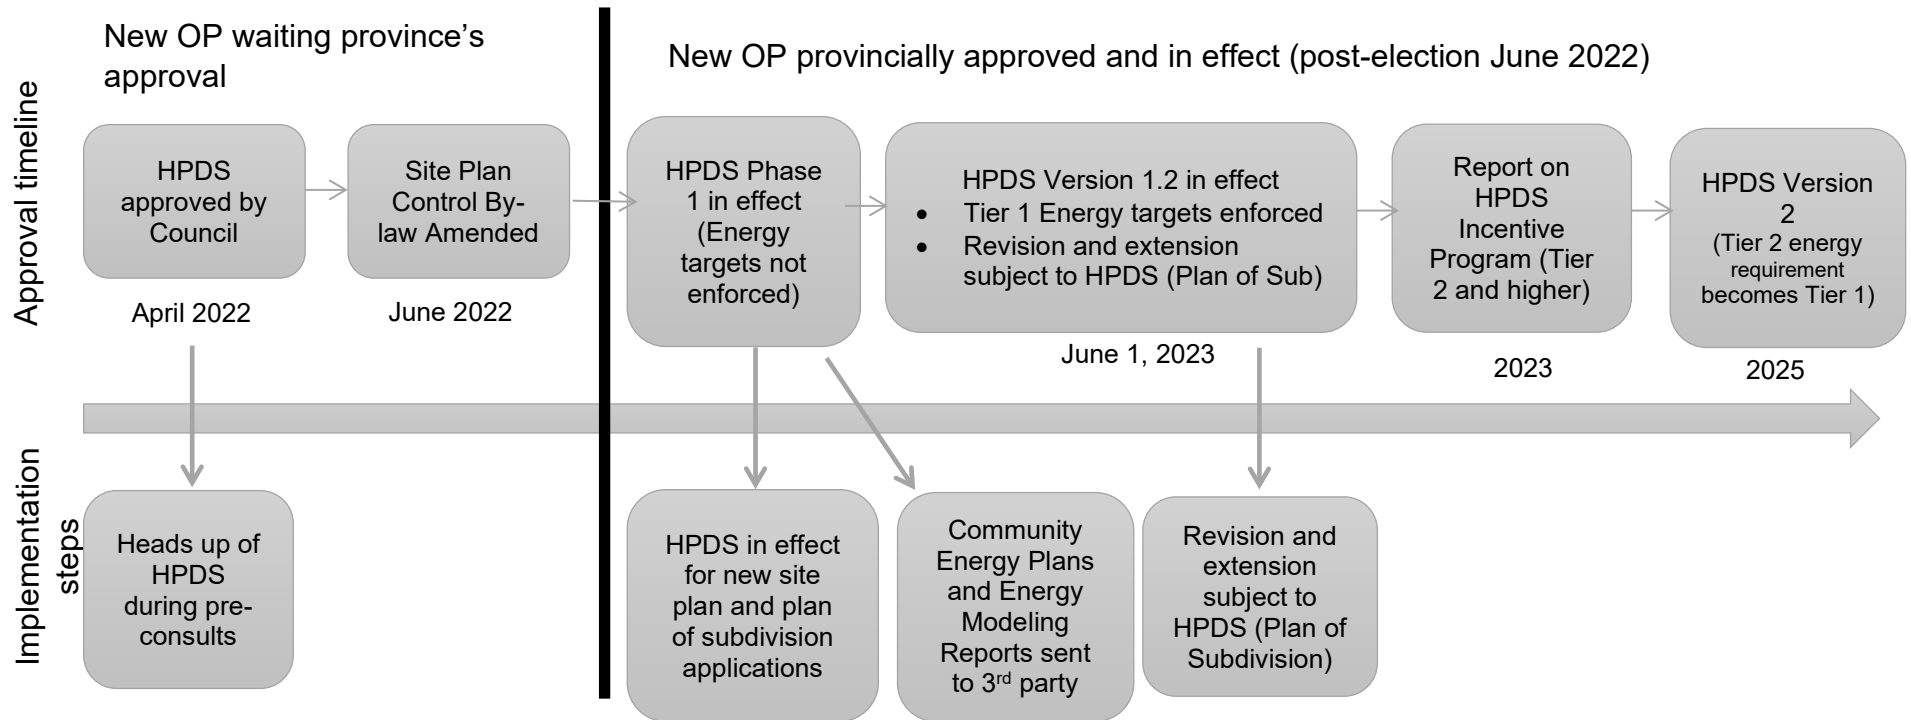 New OP waiting province’s
approval
New OP provincially approved and in effect (post-election June 2022)
Approval timeline
HPDS
approved by
Council
April 2022
Site Plan
Control By-
law Amended
June 2022
HPDS Phase
1 in effect
(Energy
targets not
enforced)
HPDS Version 1.2 in effect
• Tier 1 Energy targets enforced
• Revision and extension
subject to HPDS (Plan of Sub)
June 1, 2023
Report on
HPDS
Incentive
Program (Tier
2 and higher)
2023
HPDS Version
2
(Tier 2 energy
requirement
becomes Tier 1)
2025
Implementation
steps
Heads up of
HPDS
during pre-
consults
HPDS in effect
for new site
plan and plan
of subdivision
applications
Community
Energy Plans
and Energy
Modeling
Reports sent
to 3rd party
Revision and
extension
subject to
HPDS (Plan of
Subdivision)